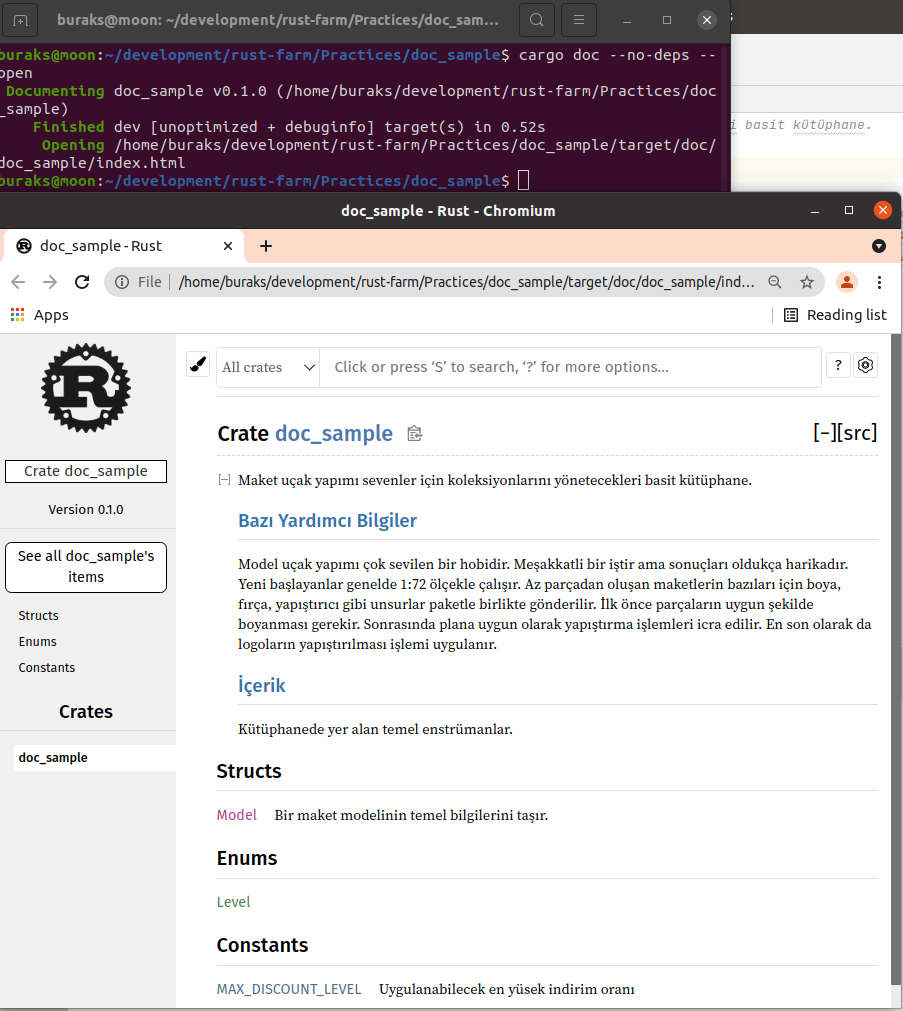 buraks@moon: ~/development/rust-farm/Practices/doc_sam...
buraks@moon:~/development/rust-farm/Practices/doc_sample$ cargo doc --no-deps --
open
Documenting doc_sample v0.1.0 (/home/buraks/development/rust-farm/Practices/doc
_sample)
Finished dev [unoptimized + debuginfo] target(s) in 0.52s
Opening /home/buraks/development/rust-farm/Practices/doc_sample/target/doc/
doc_sample/index.html
buraks@moon:~/development/rust-farm/Practices/doc_sample$
i basit kütüphane.
doc_sample - Rust - Chromium
doc_sample - Rust
File
/home/buraks/development/rust-farm/Practices/doc_sample/target/doc/doc_sample/ind...
Apps
Reading list
R
Crate doc_sample
Version 0.1.0
See all doc_sample's
items
Structs
Enums
Constants
Crates
doc_sample
All crates
Click or press ‘S’ to search, ‘?’ for more options...
?
Crate doc_sample
[-][src]
[-] Maket uçak yapımı sevenler için koleksiyonlarını yönetecekleri basit kütüphane.
Bazı Yardımcı Bilgiler
Model uçak yapımı çok sevilen bir hobidir. Meşakkatli bir iştir ama sonuçları oldukça harikadır.
Yeni başlayanlar genelde 1:72 ölçekle çalışır. Az parçadan oluşan maketlerin bazıları için boya,
fırça, yapıştırıcı gibi unsurlar paketle birlikte gönderilir. İlk önce parçaların uygun şekilde
boyanması gerekir. Sonrasında plana uygun olarak yapıştırma işlemleri icra edilir. En son olarak da
logoların yapıştırılması işlemi uygulanır.
İçerik
Kütüphanede yer alan temel enstrümanlar.
Structs
Model Bir maket modelinin temel bilgilerini taşır.
Enums
Level
Constants
MAX_DISCOUNT_LEVEL Uygulanabilecek en yüsek indirim oranı